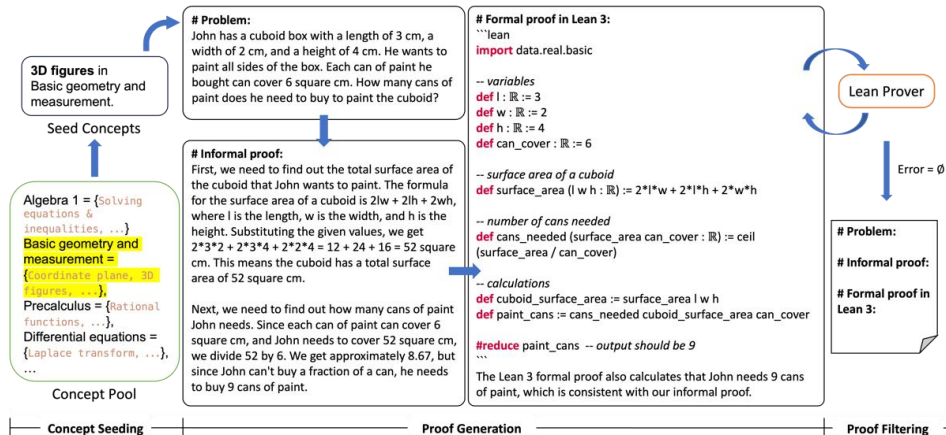 3D figures in
Basic geometry and
measurement.
Seed Concepts
Algebra 1 = {Solving
equations &
inequalities, ...}
Basic geometry and
measurement =
{Coordinate plane, 3D
figures, ...},
Precalculus = {Rational
functions, ...},
Differential equations =
{Laplace transform, ...},
...
Concept Pool
# Problem:
John has a cuboid box with a length of 3 cm, a
width of 2 cm, and a height of 4 cm. He wants to
paint all sides of the box. Each can of paint he
bought can cover 6 square cm. How many cans of
paint does he need to buy to paint the cuboid?
# Informal proof:
First, we need to find out the total surface area of
the cuboid that John wants to paint. The formula
for the surface area of a cuboid is 2lw + 2lh + 2wh,
where l is the length, w is the width, and h is the
height. Substituting the given values, we get
2*3*2 + 2*3*4 + 2*2*4 = 12 + 24 + 16 = 52 square
cm. This means the cuboid has a total surface
area of 52 square cm.
Next, we need to find out how many cans of paint
John needs. Since each can of paint can cover 6
square cm, and John needs to cover 52 square cm,
we divide 52 by 6. We get approximately 8.67, but
since John can't buy a fraction of a can, he needs
to buy 9 cans of paint.
# Formal proof in Lean 3:
```lean
import data.real.basic
-- variables
def l : ℝ := 3
def w : ℝ := 2
def h : ℝ := 4
def can_cover : ℝ := 6
-- surface area of a cuboid
def surface_area (l w h : ℝ) := 2*l*w + 2*l*h + 2*w*h
-- number of cans needed
def cans_needed (surface_area can_cover : ℝ) := ceil
(surface_area / can_cover)
-- calculations
def cuboid_surface_area := surface_area l w h
def paint_cans := cans_needed cuboid_surface_area can_cover
#reduce paint_cans -- output should be 9
```
The Lean 3 formal proof also calculates that John needs 9 cans
of paint, which is consistent with our informal proof.
Lean Prover
Error = Ø
# Problem:
# Informal proof:
# Formal proof in
Lean 3:
Concept Seeding
Proof Generation
Proof Filtering